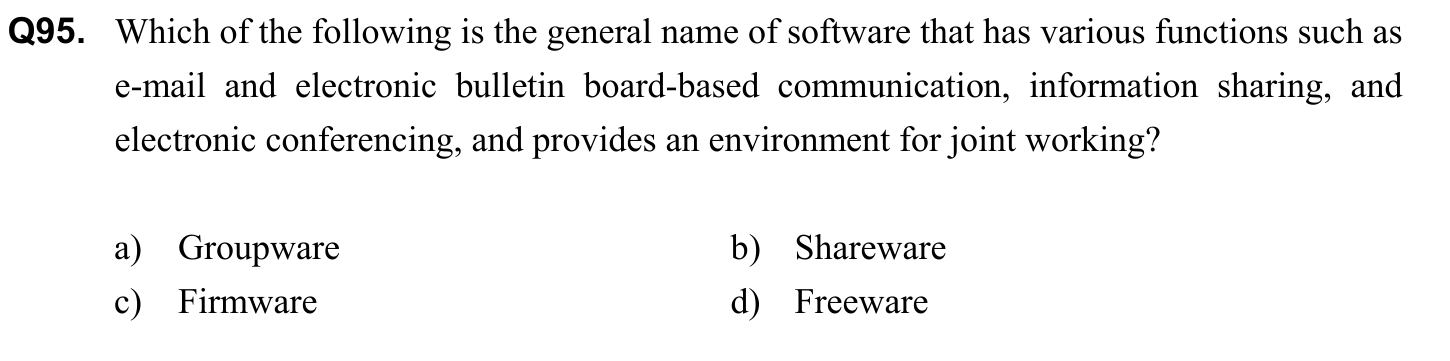 Q95. Which of the following is the general name of software that has various functions such as
e-mail and electronic bulletin board-based communication, information sharing, and
electronic conferencing, and provides an environment for joint working?
a) Groupware b) Shareware
c) Firmware d) Freeware